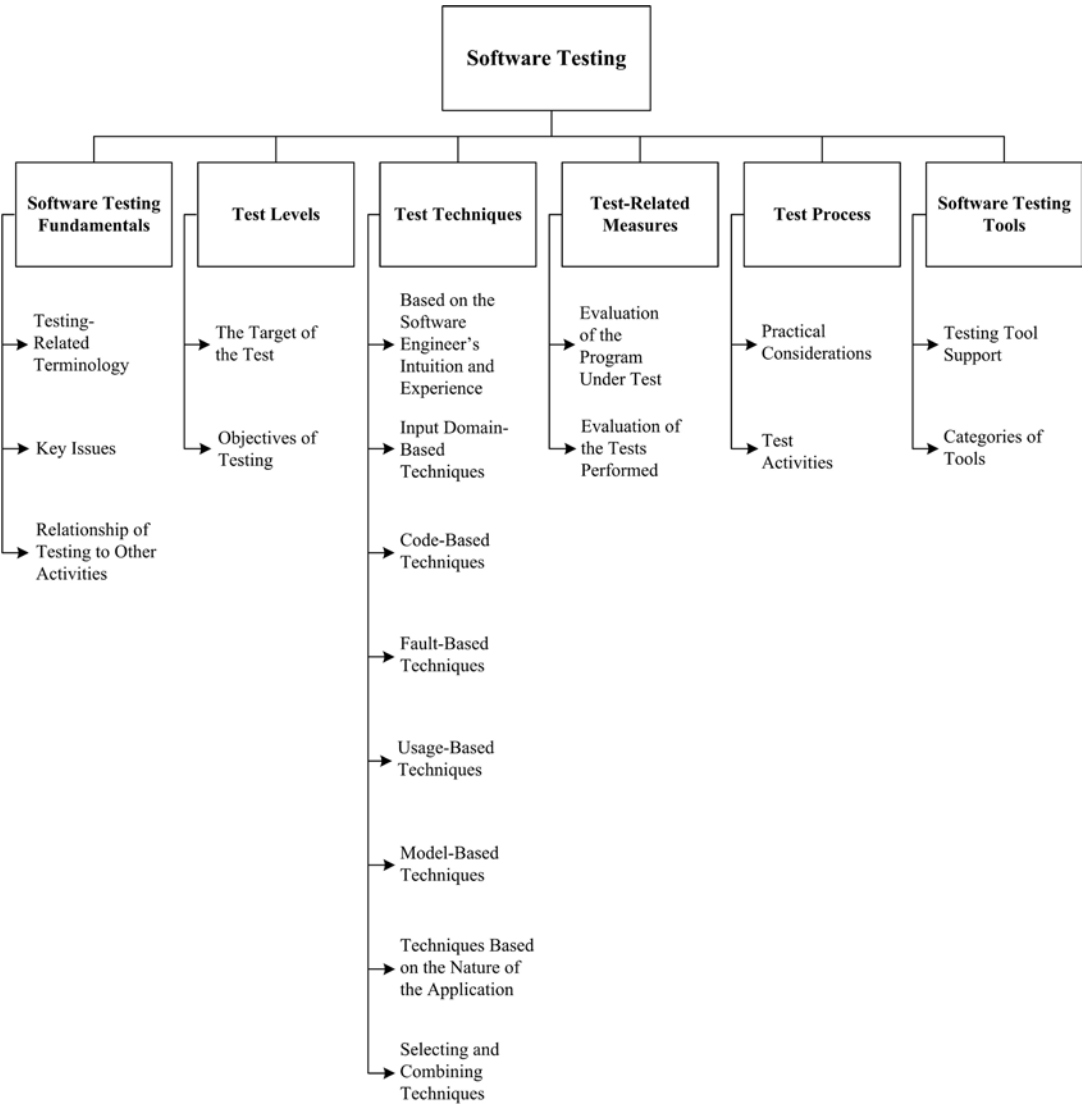 Software Testing
Software Testing
Fundamentals
Test Levels
Test Techniques
Test-Related
Measures
Test Process
Software Testing
Tools
Testing-
Related
Terminology
Key Issues
Relationship of
Testing to Other
Activities
The Target of
the Test
Objectives of
Testing
Based on the
Software
Engineer’s
Intuition and
Experience
Input Domain-
Based
Techniques
Code-Based
Techniques
Fault-Based
Techniques
Usage-Based
Techniques
Model-Based
Techniques
Techniques Based
on the Nature of
the Application
Selecting and
Combining
Techniques
Evaluation
of the
Program
Under Test
Evaluation of
the Tests
Performed
Practical
Considerations
Test
Activities
Testing Tool
Support
Categories of
Tools